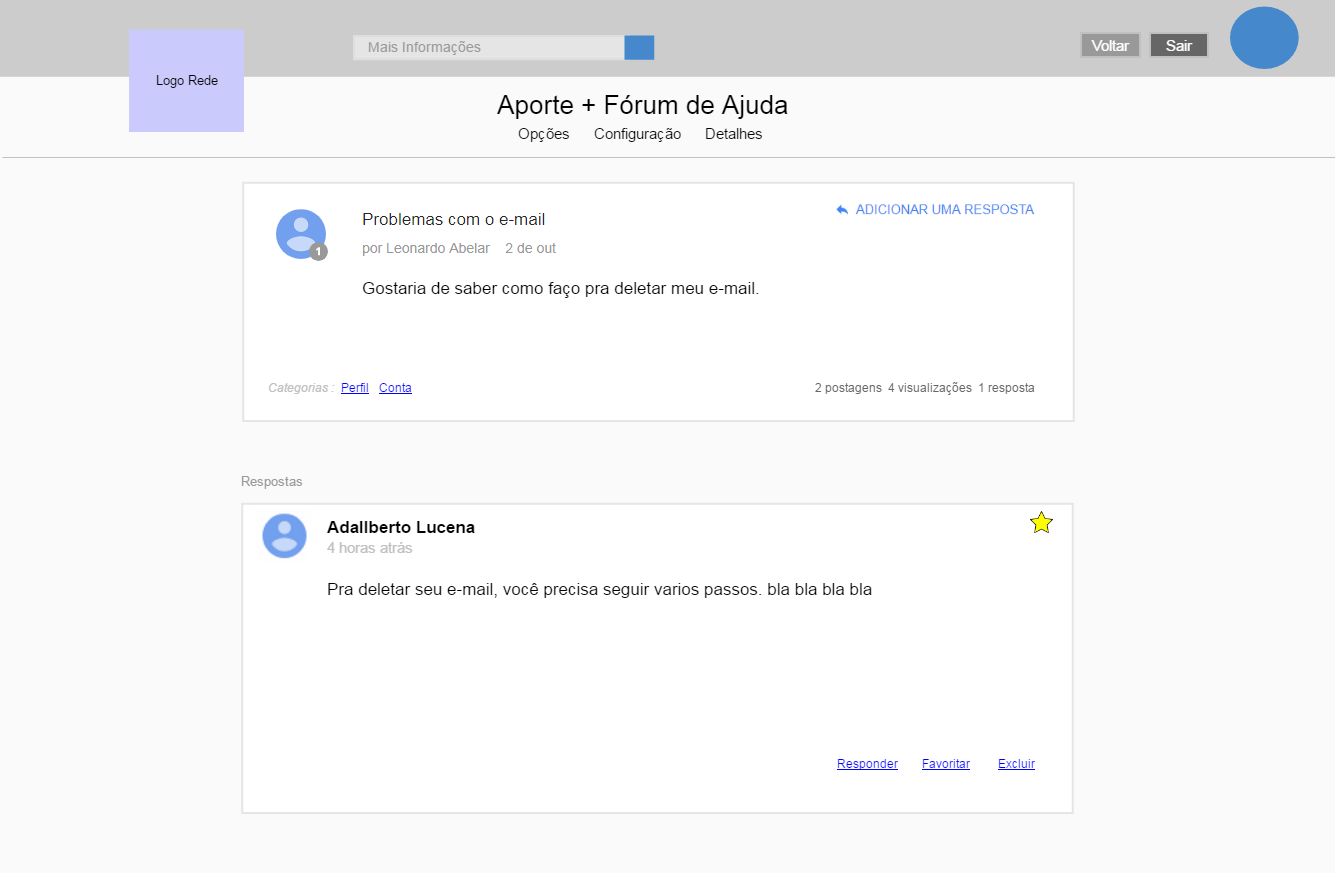 Mais Informações
Voltar
Sair
Logo Rede
Aporte + Fórum de Ajuda
Opções Configuração Detalhes
Problemas com o e-mail
ADICIONAR UMA RESPOSTA
1
por Leonardo Abelar 2 de out
Gostaria de saber como faço pra deletar meu e-mail.
Categorias : Perfil Conta
2 postagens 4 visualizações 1 resposta
Respostas
Adallberto Lucena
4 horas atrás
Pra deletar seu e-mail, você precisa seguir varios passos. bla bla bla bla
Responder Favoritar Excluir